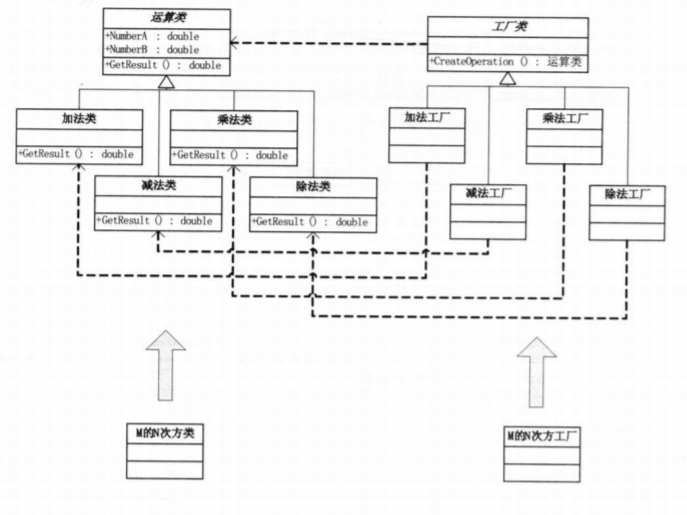 运算类
+NumberA : double
+NumberB : double
+GetResult () : double
工厂类
+CreateOperation () : 运算类
加法类
+GetResult () : double
乘法类
+GetResult () : double
加法工厂
乘法工厂
减法类
+GetResult () : double
除法类
+GetResult () : double
减法工厂
除法工厂
M的N次方类
M的N次方工厂